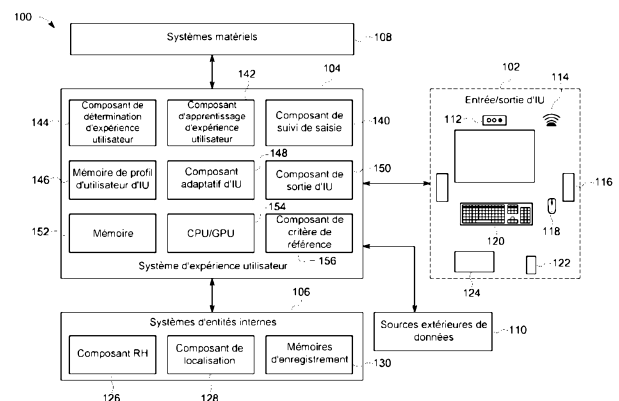 100
Systèmes matériels
108
142
104
Composant de détermination d'expérience utilisateur
144
Composant d'apprentissage d'expérience utilisateur
Composant de suivi de saisie
140
Mémoire de profil d'utilisateur d'IU
146
Composant adaptatif d'IU
148
Composant de sortie d'IU
150
Mémoire
152
CPU/GPU
154
Composant de critère de référence
156
Système d'expérience utilisateur
102
Entrée/sortie d'IU
114
112
116
118
120
122
124
106
Systèmes d'entités internes
Composant RH
126
Composant de localisation
128
Mémoires d'enregistrement
130
Sources extérieures de données
110